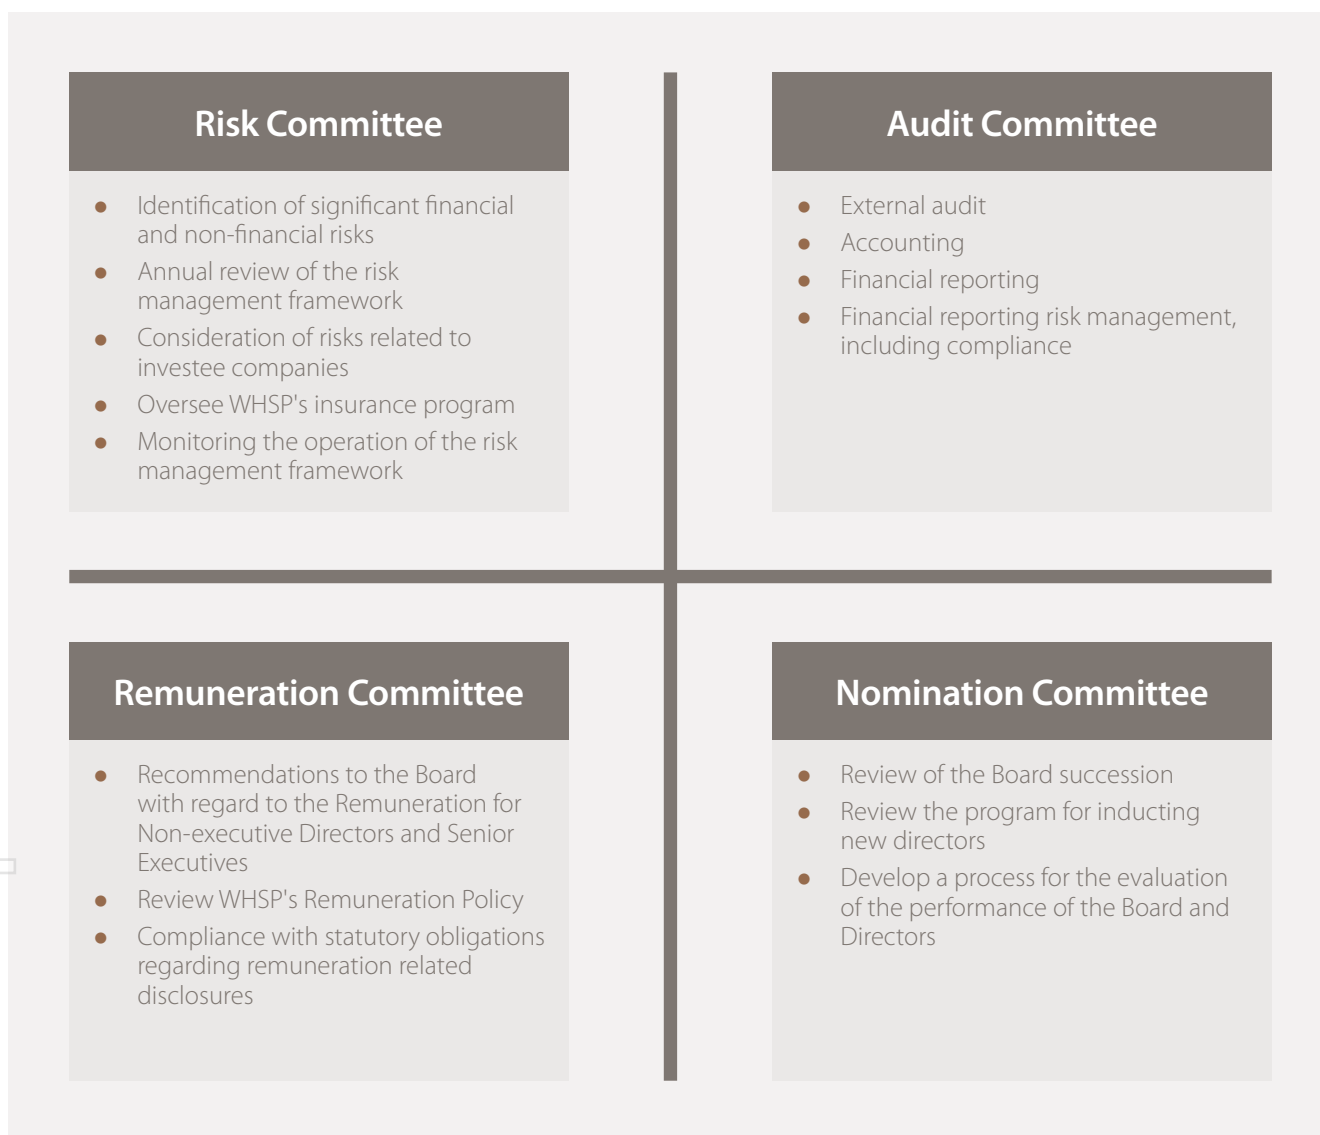 Risk Committee
● Identification of significant financial
and non-financial risks
● Annual review of the risk
management framework
● Consideration of risks related to
investee companies
● Oversee WHSP's insurance program
● Monitoring the operation of the risk
management framework
Audit Committee
● External audit
● Accounting
● Financial reporting
● Financial reporting risk management,
including compliance
Remuneration Committee
● Recommendations to the Board
with regard to the Remuneration for
Non-executive Directors and Senior
Executives
● Review WHSP's Remuneration Policy
● Compliance with statutory obligations
regarding remuneration related
disclosures
Nomination Committee
● Review of the Board succession
● Review the program for inducting
new directors
● Develop a process for the evaluation
of the performance of the Board and
Directors